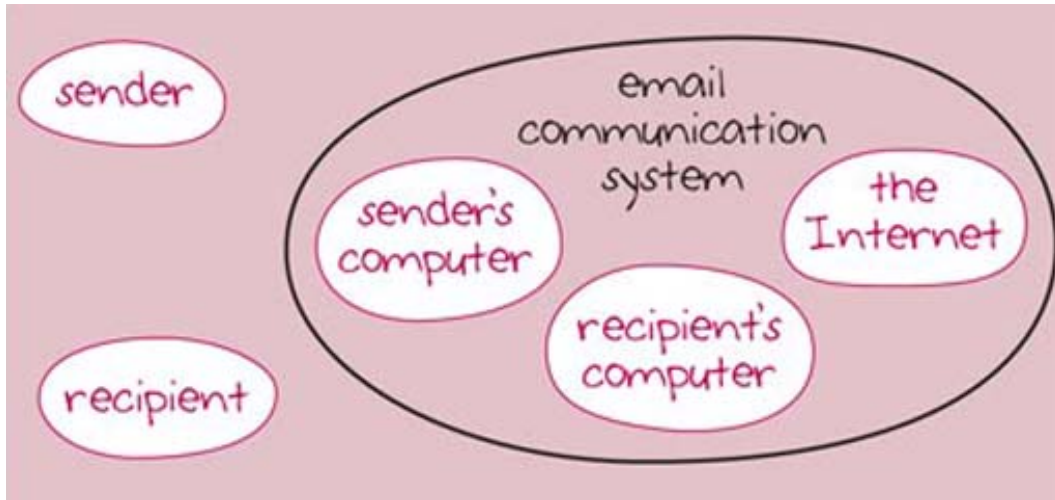 sender
email
communication
system
sender's
computer
the
Internet
recipient's
computer
recipient